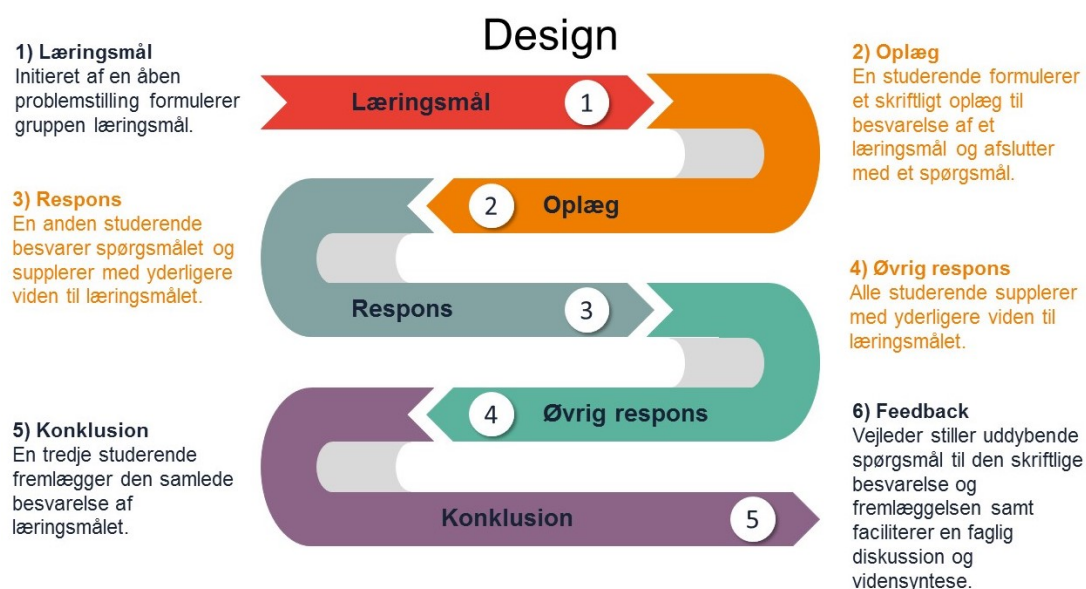 Design
1) Læringsmål
Initieret af en åben
problemstilling formulerer
gruppen læringsmål.
Læringsmål 1
2) Oplæg
En studerende formulerer
et skriftligt oplæg til
besvarelse af et
læringsmål og afslutter
med et spørgsmål.
2 Oplæg
3) Respons
En anden studerende
besvarer spørgsmålet og
supplerer med yderligere
viden til læringsmålet.
Respons 3
4) Øvrig respons
Alle studerende supplerer
med yderligere viden til
læringsmålet.
4 Øvrig respons
5) Konklusion
En tredje studerende
fremlægger den samlede
besvarelse af
læringsmålet.
Konklusion 5
6) Feedback
Vejleder stiller uddybende
spørgsmål til den skriftlige
besvarelse og
fremlæggelsen samt
faciliterer en faglig
diskussion og
vidensyntese.